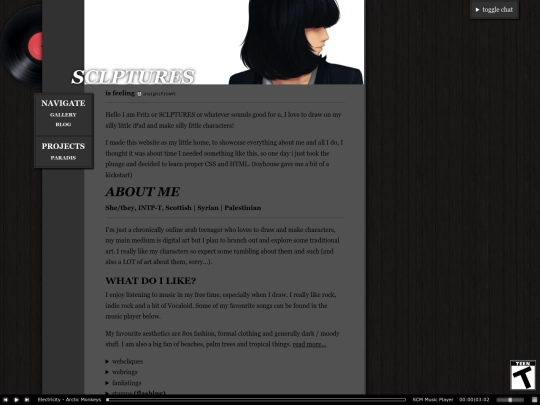 ▶ toggle chat
SCLPTURES
is feeling
NAVIGATE
GALLERY
BLOG
PROJECTS
PARADIS
Hello I am Fritz or SCLPTURES or whatever sounds good for u, I love to draw on my
silly little iPad and make silly little characters!
I made this website as my little home, to showcase everything about me and all I do, I
thought it was about time I needed something like this, so one day i just took the
plunge and decided to learn proper CSS and HTML. (toyhouse gave me a bit of a
kickstart)
ABOUT ME
She/they, INTP-T, Scottish | Syrian | Palestinian
I'm just a chronically online arab teenager who loves to draw and make characters,
my main medium is digital art but I plan to branch out and explore some traditional
art. I really like my characters so expect some rambling about them and such (and
also a LOT of art about them, sorry...).
WHAT DO I LIKE?
I enjoy listening to music in my free time, especially when I draw. I really like rock,
indie rock and a bit of Vocaloid. Some of my favourite songs can be found in the
music player below.
My favourite aesthetics are 80s fashion, formal clothing and generally dark / moody
stuff. I am also a big fan of beaches, palm trees and tropical things. read more...
▶ webcliques
▶ webrings
▶ fanlistings
▶ stamps (flashing)
TEEN
T
Electricity - Arctic Monkeys
SCM Music Player
00:00|03:02